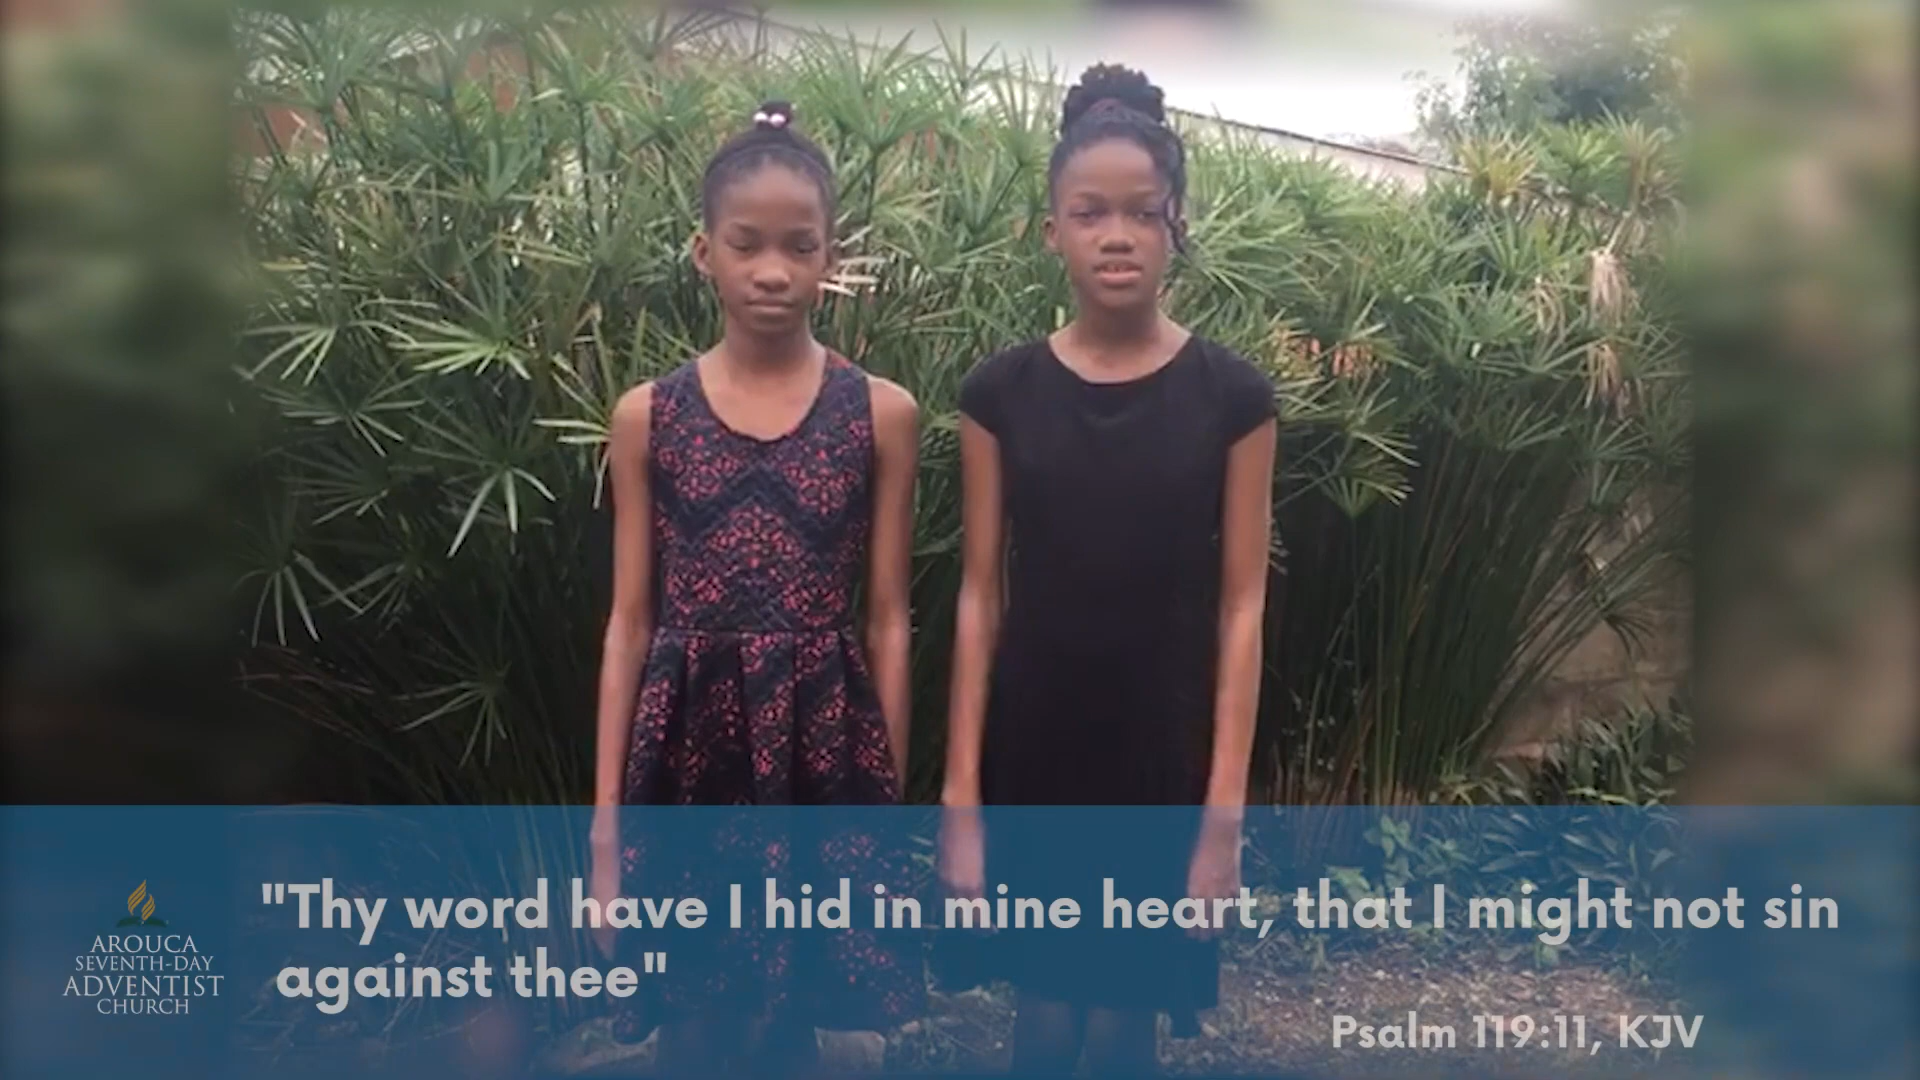 "Thy word have I hid in mine heart, that I might not sin
against thee"
Psalm 119:11, KJV
AROUCA
SEVENTH-DAY
ADVENTIST
CHURCH